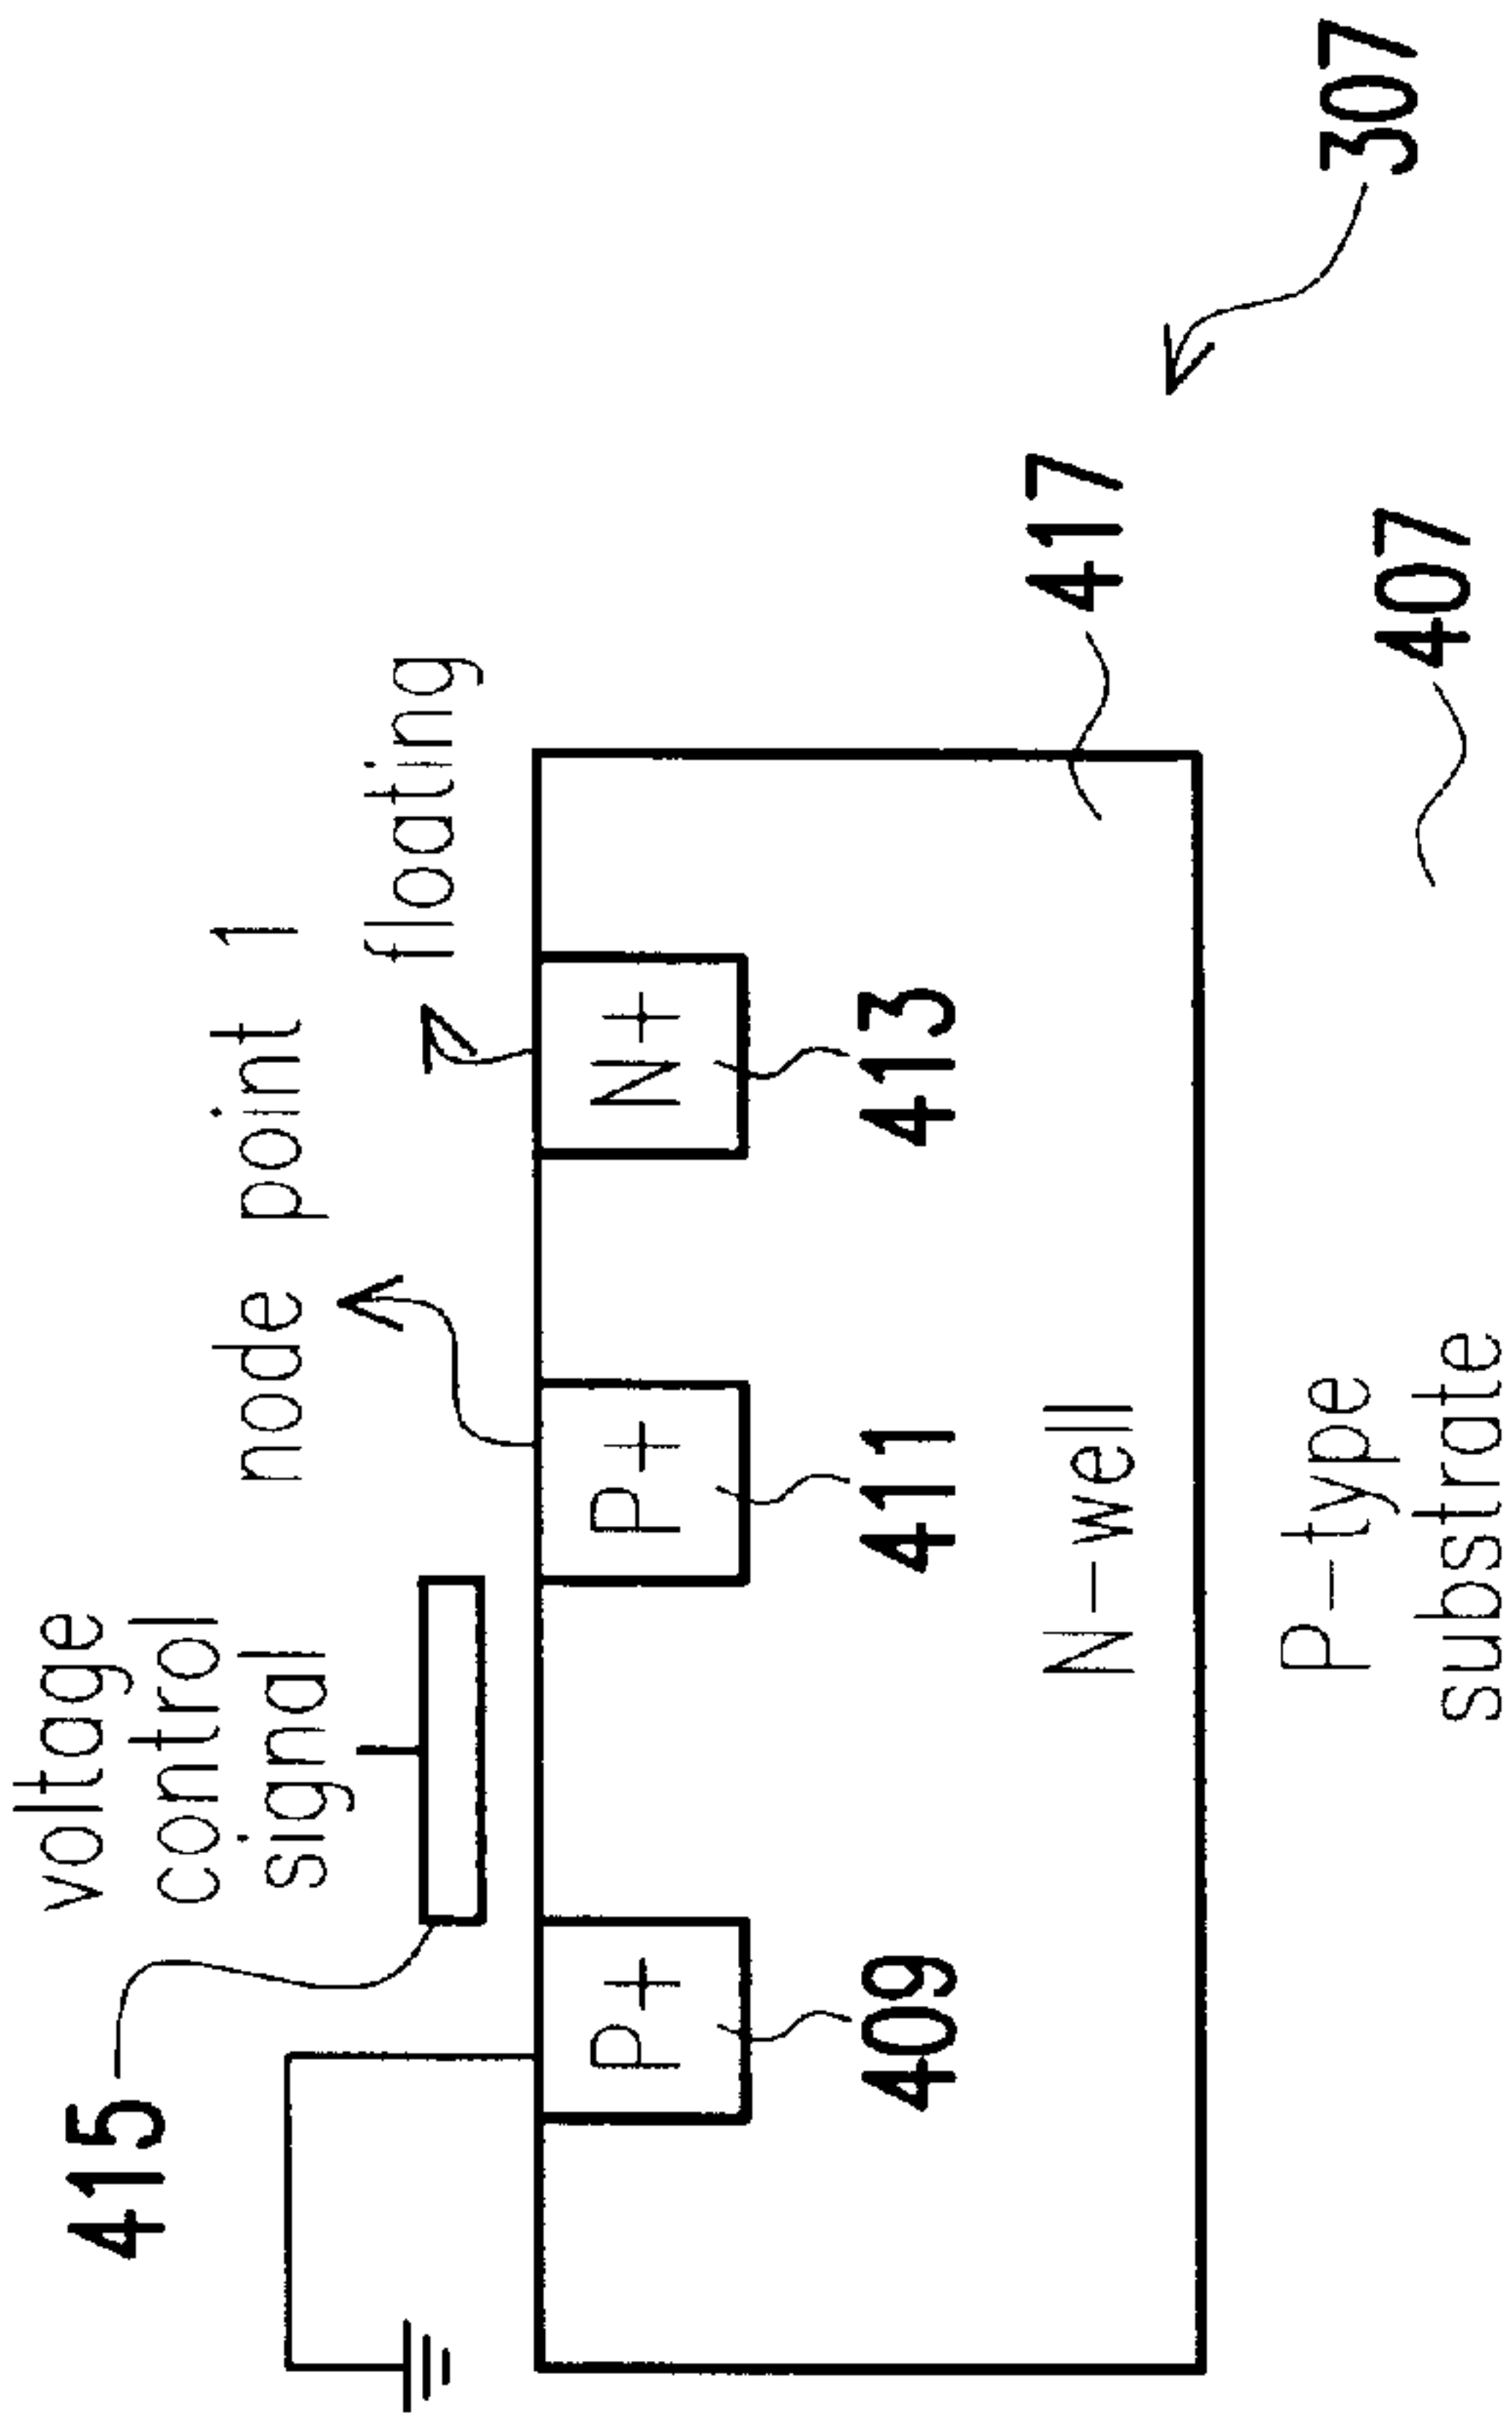 415
voltage
control
signal
node point 1
floating
P+
P+
N+
409
411
413
N-well
417
P-type
substrate
407
307